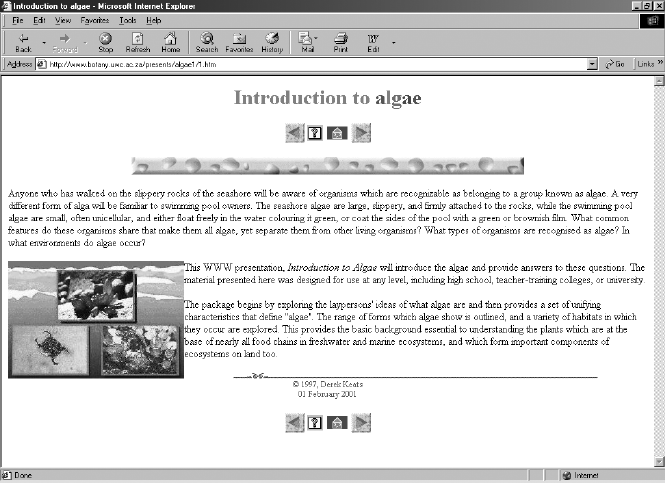 Introduction to algae - Microsoft Internet Explorer
File Edit View Favorites Tools Help
Back Forward Stop Refresh Home Search Favorites History Mail Print Edit
Address http://www.botany.uwc.ac.za/presents/algae1/1.htm Go Links »
Introduction to algae
?
Anyone who has walked on the slippery rocks of the seashore will be aware of organisms which are recognizable as belonging to a group known as algae. A very
different form of alga will be familiar to swimming pool owners. The seashore algae are large, slippery, and firmly attached to the rocks, while the swimming pool
algae are small, often unicellular, and either float freely in the water colouring it green, or coat the sides of the pool with a green or brownish film. What common
features do these organisms share that make them all algae, yet separate them from other living organisms? What types of organisms are recognised as algae? In
what environments do algae occur?
This WWW presentation, Introduction to Algae will introduce the algae and provide answers to these questions. The
material presented here was designed for use at any level, including high school, teacher-training colleges, or university.
The package begins by exploring the laypersons' ideas of what algae are and then provides a set of unifying
characteristics that define "algae". The range of forms which algae show is outlined, and a variety of habitats in which
they occur are explored. This provides the basic background essential to understanding the plants which are at the
base of nearly all food chains in freshwater and marine ecosystems, and which form important components of
ecosystems on land too.
© 1997, Derek Keats
01 February 2001
?
Done Internet